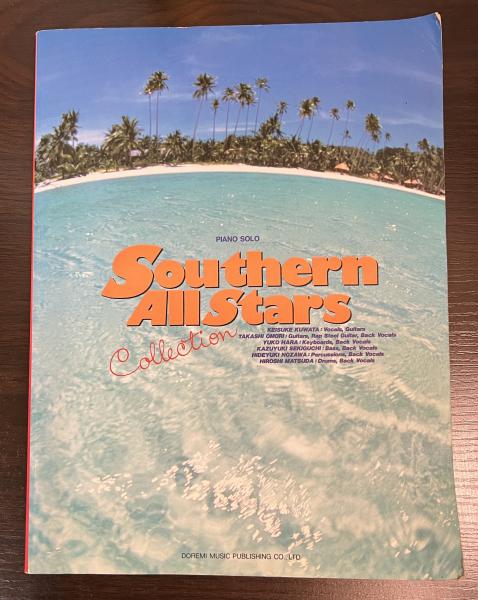 PIANO SOLO
Southern
All Stars
Collection
KEISUKE KUWATA : Vocals, Guitars
TAKASHI OMORI : Guitars, Rap Steel Guitar, Back Vocals
YUKO HARA : Keyboards, Back Vocals
KAZUYUKI SEKIGUCHI : Bass, Back Vocals
HIDEYUKI NOZAWA : Percussions, Back Vocals
HIROSHI MATSUDA : Drums, Back Vocals
DOREMI MUSIC PUBLISHING CO., LTD